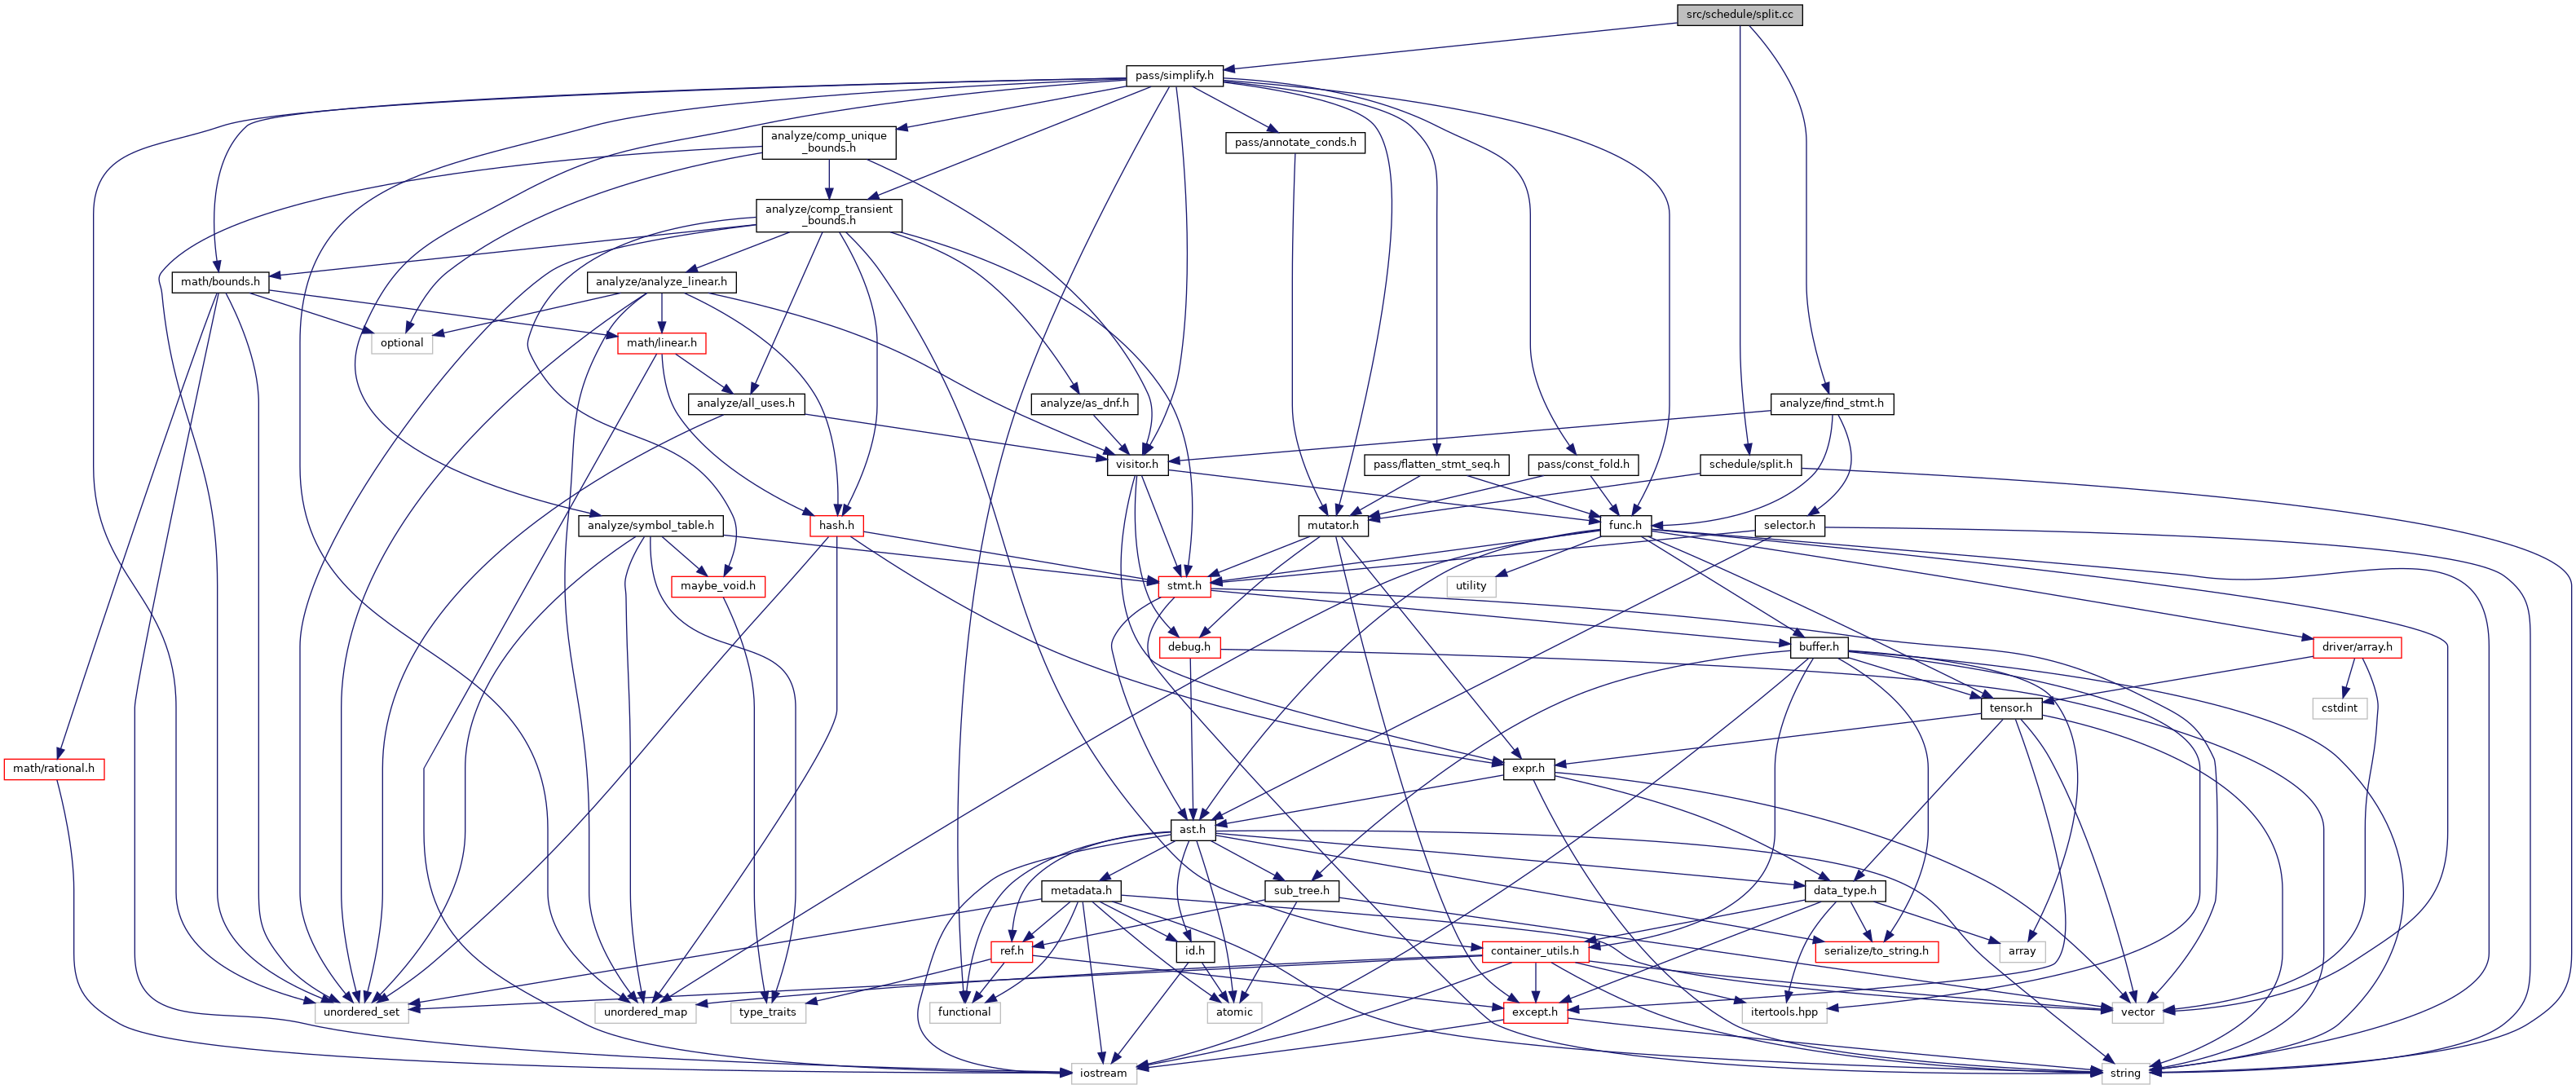 src/schedule/split.cc
pass/simplify.h
analyze/comp_unique
_bounds.h
pass/annotate_conds.h
analyze/comp_transient
_bounds.h
math/bounds.h
analyze/analyze_linear.h
optional
math/linear.h
analyze/all_uses.h
analyze/as_dnf.h
analyze/find_stmt.h
visitor.h
pass/flatten_stmt_seq.h
pass/const_fold.h
schedule/split.h
analyze/symbol_table.h
hash.h
mutator.h
func.h
selector.h
maybe_void.h
stmt.h
utility
debug.h
buffer.h
driver/array.h
tensor.h
cstdint
math/rational.h
expr.h
ast.h
metadata.h
sub_tree.h
data_type.h
ref.h
id.h
container_utils.h
serialize/to_string.h
array
unordered_set
unordered_map
type_traits
functional
atomic
except.h
itertools.hpp
vector
iostream
string